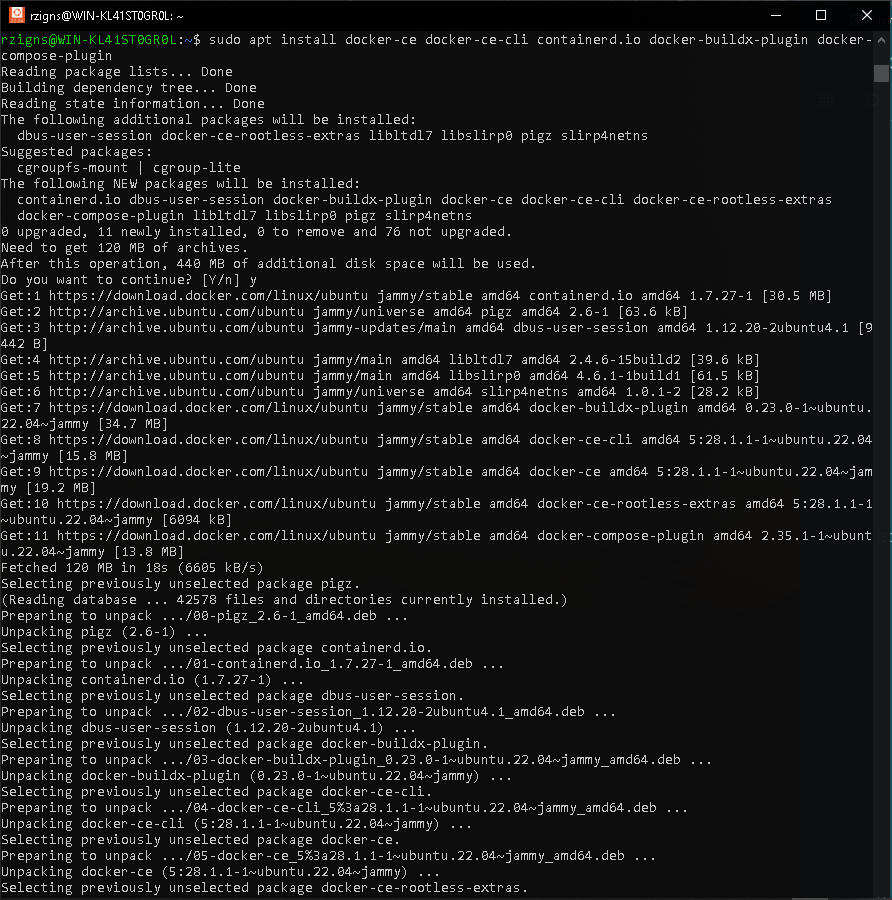 rzigns@WIN-KL41ST0GR0L: ~
rzigns@WIN-KL41ST0GR0L:~$ sudo apt install docker-ce docker-ce-cli containerd.io docker-buildx-plugin docker-
compose-plugin
Reading package lists... Done
Building dependency tree... Done
Reading state information... Done
The following additional packages will be installed:
  dbus-user-session docker-ce-rootless-extras libltdl7 libslirp0 pigz slirp4netns
Suggested packages:
  cgroupfs-mount | cgroup-lite
The following NEW packages will be installed:
  containerd.io dbus-user-session docker-buildx-plugin docker-ce docker-ce-cli docker-ce-rootless-extras
  docker-compose-plugin libltdl7 libslirp0 pigz slirp4netns
0 upgraded, 11 newly installed, 0 to remove and 76 not upgraded.
Need to get 120 MB of archives.
After this operation, 440 MB of additional disk space will be used.
Do you want to continue? [Y/n] y
Get:1 https://download.docker.com/linux/ubuntu jammy/stable amd64 containerd.io amd64 1.7.27-1 [30.5 MB]
Get:2 http://archive.ubuntu.com/ubuntu jammy/universe amd64 pigz amd64 2.6-1 [63.6 kB]
Get:3 http://archive.ubuntu.com/ubuntu jammy-updates/main amd64 dbus-user-session amd64 1.12.20-2ubuntu4.1 [9
442 B]
Get:4 http://archive.ubuntu.com/ubuntu jammy/main amd64 libltdl7 amd64 2.4.6-15build2 [39.6 kB]
Get:5 http://archive.ubuntu.com/ubuntu jammy/main amd64 libslirp0 amd64 4.6.1-1build1 [61.5 kB]
Get:6 http://archive.ubuntu.com/ubuntu jammy/universe amd64 slirp4netns amd64 1.0.1-2 [28.2 kB]
Get:7 https://download.docker.com/linux/ubuntu jammy/stable amd64 docker-buildx-plugin amd64 0.23.0-1~ubuntu.
22.04~jammy [34.7 MB]
Get:8 https://download.docker.com/linux/ubuntu jammy/stable amd64 docker-ce-cli amd64 5:28.1.1-1~ubuntu.22.04
~jammy [15.8 MB]
Get:9 https://download.docker.com/linux/ubuntu jammy/stable amd64 docker-ce amd64 5:28.1.1-1~ubuntu.22.04~jam
my [19.2 MB]
Get:10 https://download.docker.com/linux/ubuntu jammy/stable amd64 docker-ce-rootless-extras amd64 5:28.1.1-1
~ubuntu.22.04~jammy [6094 kB]
Get:11 https://download.docker.com/linux/ubuntu jammy/stable amd64 docker-compose-plugin amd64 2.35.1-1~ubunt
u.22.04~jammy [13.8 MB]
Fetched 120 MB in 18s (6605 kB/s)
Selecting previously unselected package pigz.
(Reading database ... 42578 files and directories currently installed.)
Preparing to unpack .../00-pigz_2.6-1_amd64.deb ...
Unpacking pigz (2.6-1) ...
Selecting previously unselected package containerd.io.
Preparing to unpack .../01-containerd.io_1.7.27-1_amd64.deb ...
Unpacking containerd.io (1.7.27-1) ...
Selecting previously unselected package dbus-user-session.
Preparing to unpack .../02-dbus-user-session_1.12.20-2ubuntu4.1_amd64.deb ...
Unpacking dbus-user-session (1.12.20-2ubuntu4.1) ...
Selecting previously unselected package docker-buildx-plugin.
Preparing to unpack .../03-docker-buildx-plugin_0.23.0-1~ubuntu.22.04~jammy_amd64.deb ...
Unpacking docker-buildx-plugin (0.23.0-1~ubuntu.22.04~jammy) ...
Selecting previously unselected package docker-ce-cli.
Preparing to unpack .../04-docker-ce-cli_5%3a28.1.1-1~ubuntu.22.04~jammy_amd64.deb ...
Unpacking docker-ce-cli (5:28.1.1-1~ubuntu.22.04~jammy) ...
Selecting previously unselected package docker-ce.
Preparing to unpack .../05-docker-ce_5%3a28.1.1-1~ubuntu.22.04~jammy_amd64.deb ...
Unpacking docker-ce (5:28.1.1-1~ubuntu.22.04~jammy) ...
Selecting previously unselected package docker-ce-rootless-extras.